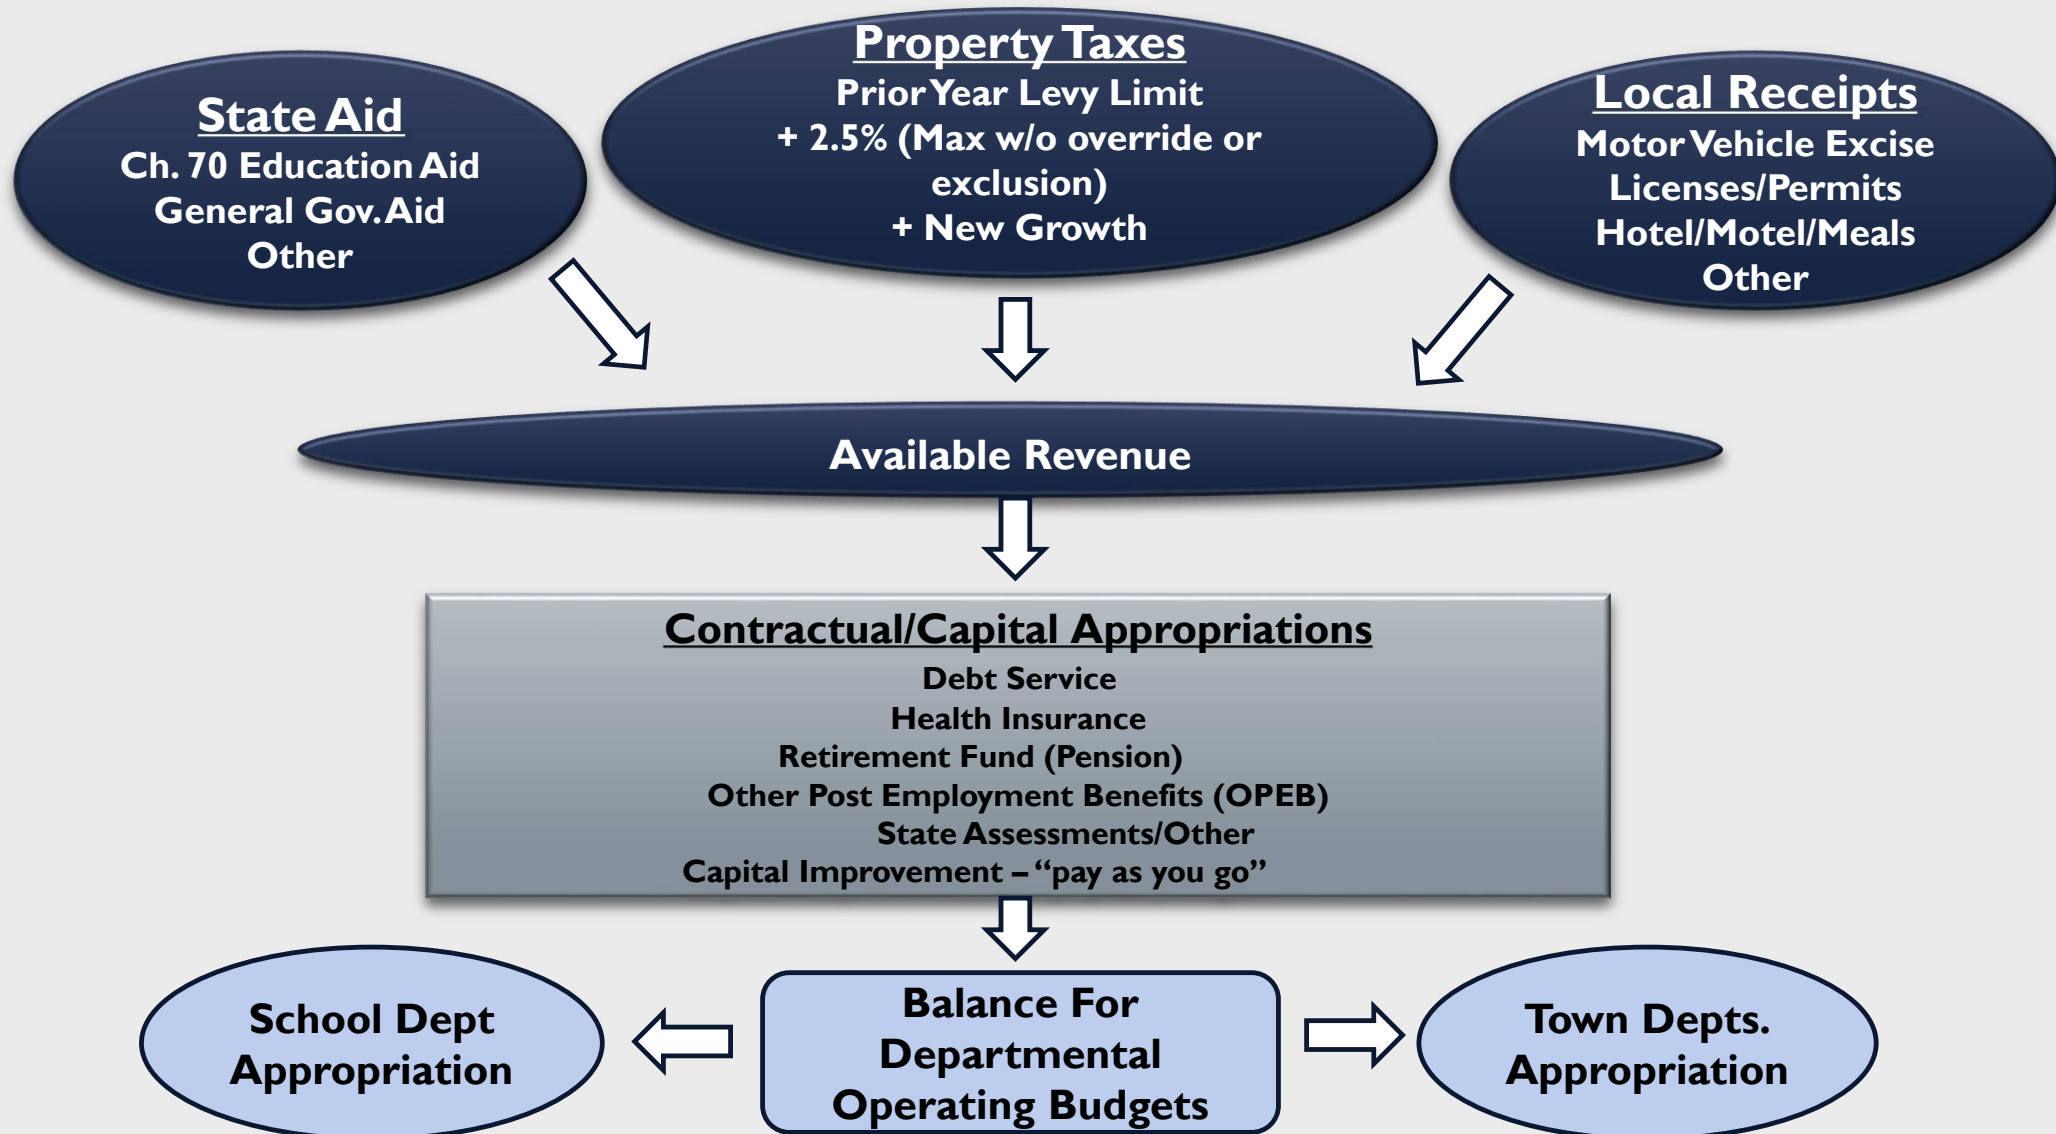 State Aid
Ch. 70 Education Aid
General Gov. Aid
Other
Property Taxes
Prior Year Levy Limit
+ 2.5% (Max w/o override or
exclusion)
+ New Growth
Local Receipts
Motor Vehicle Excise
Licenses/Permits
Hotel/Motel/Meals
Other
Available Revenue
Contractual/Capital Appropriations
Debt Service
Health Insurance
Retirement Fund (Pension)
Other Post Employment Benefits (OPEB)
State Assessments/Other
Capital Improvement – “pay as you go”
School Dept
Appropriation
Balance For
Departmental
Operating Budgets
Town Depts.
Appropriation